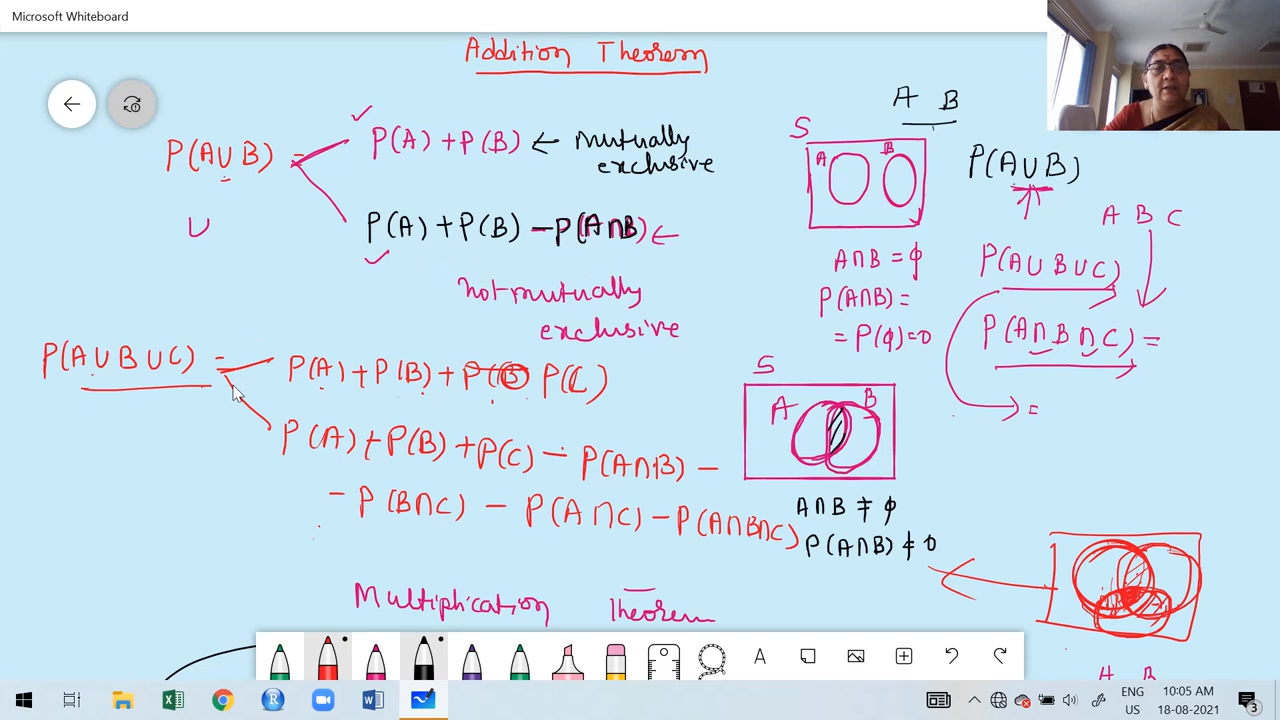 Microsoft Whiteboard
Addition Theorem
P(A∪B) =
P(A) + P(B) ← mutually
exclusive
∪
P(A) + P(B) - P(A∩B) ←
not mutually
exclusive
P(A∪B∪C) =
P(A) + P(B) + P(B) P(C)
P(A) + P(B) + P(C) - P(A∩B) -
- P(B∩C) - P(A∩C) - P(A∩B∩C)
Multiplication Theorem
A B
S
A B
P(A∪B)
A∩B = ϕ
P(A∩B) =
= P(ϕ)=0
A B C
P(A∪B∪C)
P(A∩B∩C) =
=
S
A B
A∩B ≠ ϕ
P(A∩B) ≠ 0
A B
A
ENG
US
10:05 AM
18-08-2021
3